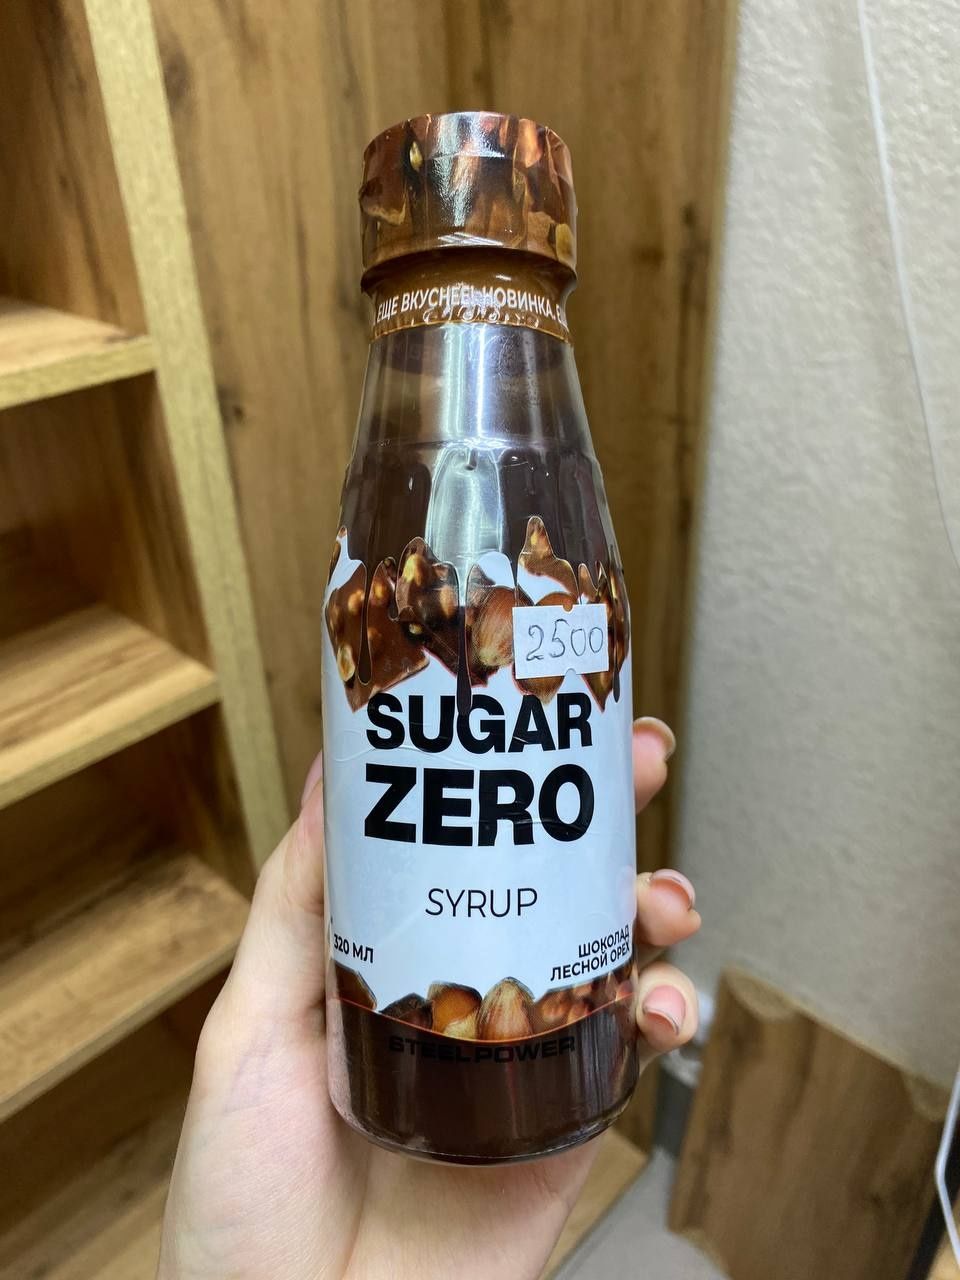 ЕЩЕ ВКУСНЕЕ! НОВИНКА. Е
2500
SUGAR
ZERO
SYRUP
320 МЛ
ШОКОЛАД
ЛЕСНОЙ ОРЕХ
STEELPOWER